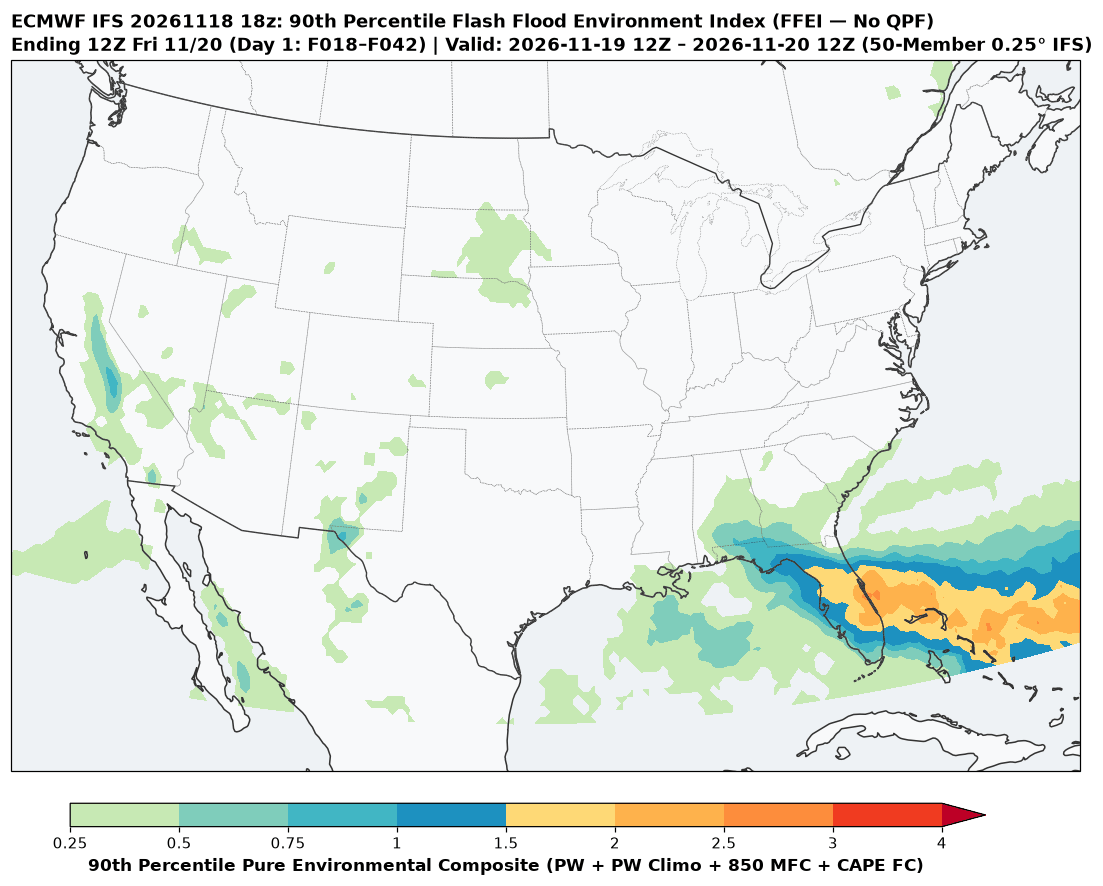 ECMWF IFS 20261118 18z: 90th Percentile Flash Flood Environment Index (FFEI — No QPF)
Ending 12Z Fri 11/20 (Day 1: F018–F042) | Valid: 2026-11-19 12Z – 2026-11-20 12Z (50-Member 0.25° IFS)
0.25 0.5 0.75 1 1.5 2 2.5 3 4
90th Percentile Pure Environmental Composite (PW + PW Climo + 850 MFC + CAPE FC)